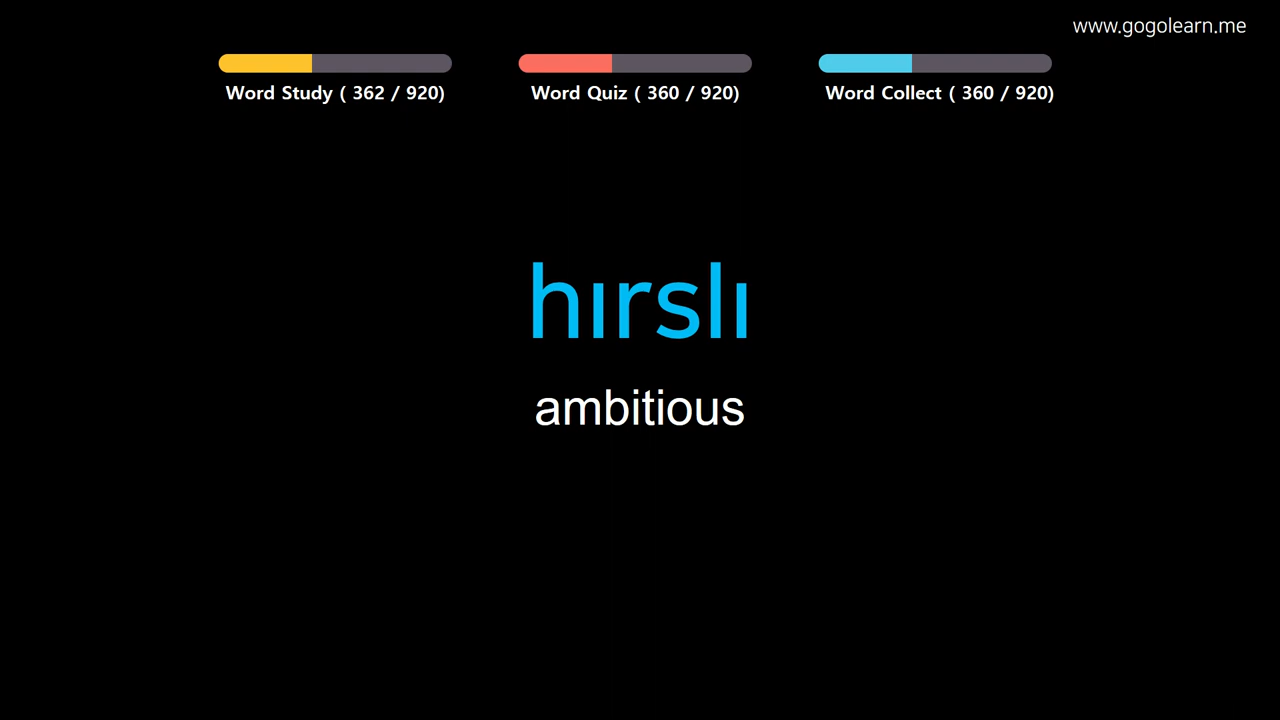 www.gogolearn.me
Word Study ( 362 / 920)
Word Quiz ( 360 / 920)
Word Collect ( 360 / 920)
hırslı
ambitious